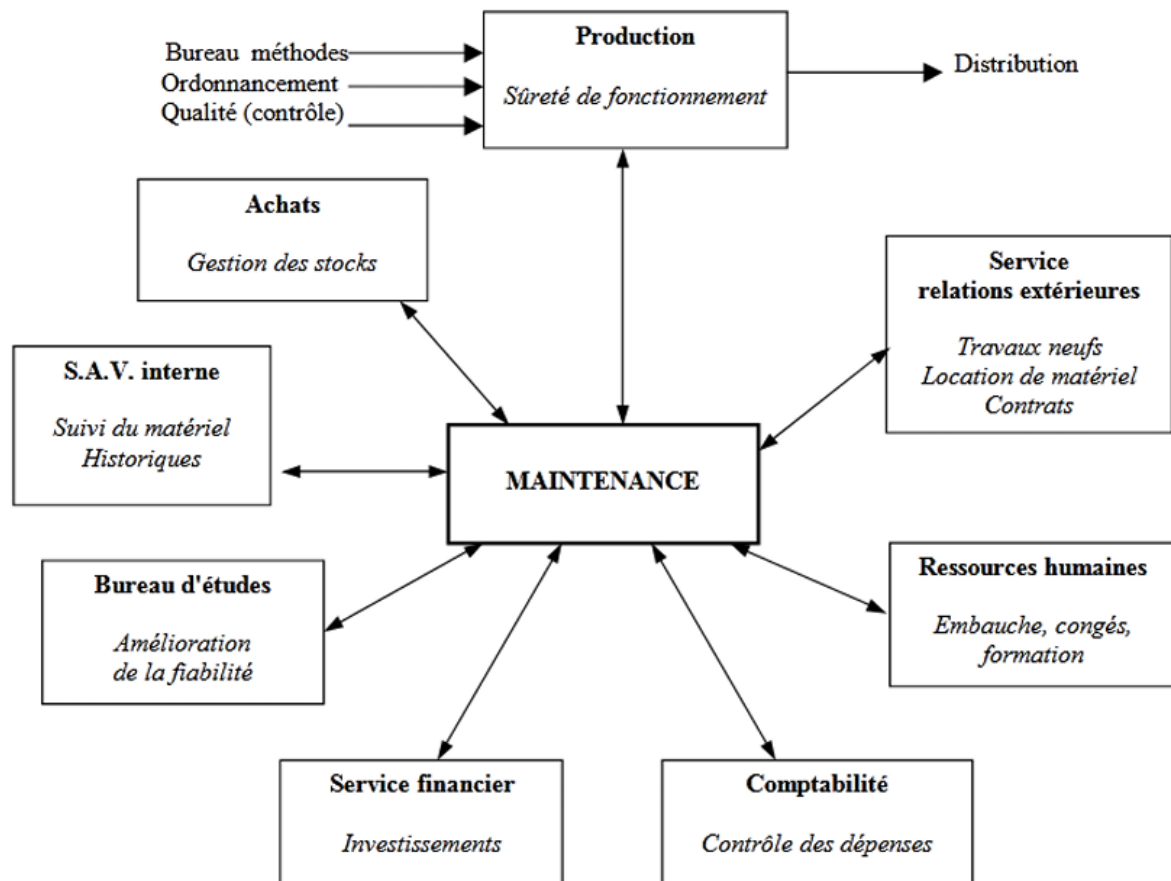 Production
Sûreté de fonctionnement
Bureau méthodes
Ordonnancement
Qualité (contrôle)
Distribution
Achats
Gestion des stocks
Service
relations extérieures
Travaux neufs
Location de matériel
Contrats
S.A.V. interne
Suivi du matériel
Historiques
MAINTENANCE
Bureau d'études
Amélioration
de la fiabilité
Ressources humaines
Embauche, congés,
formation
Service financier
Investissements
Comptabilité
Contrôle des dépenses